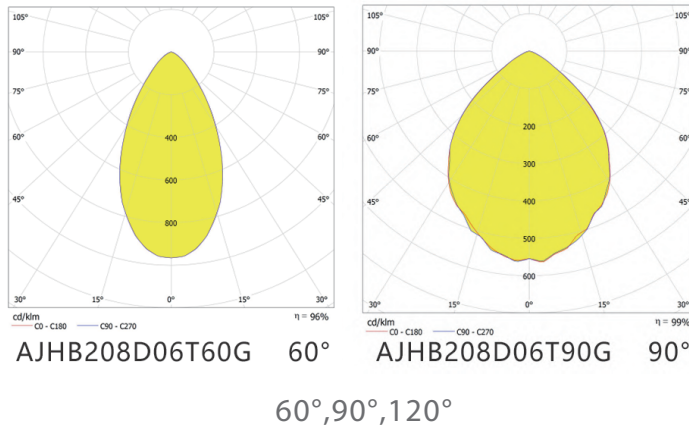 105° 105°
90° 90°
75° 75°
60° 60°
45° 45°
400
600
800
30° 15° 0° 15° 30°
cd/klm η = 96%
C0 - C180 C90 - C270
AJHB208D06T60G 60°
105° 105°
90° 90°
75° 75°
60° 60°
45° 45°
200
300
400
500
600
30° 15° 0° 15° 30°
cd/klm η = 99%
C0 - C180 C90 - C270
AJHB208D06T90G 90°
60°,90°,120°